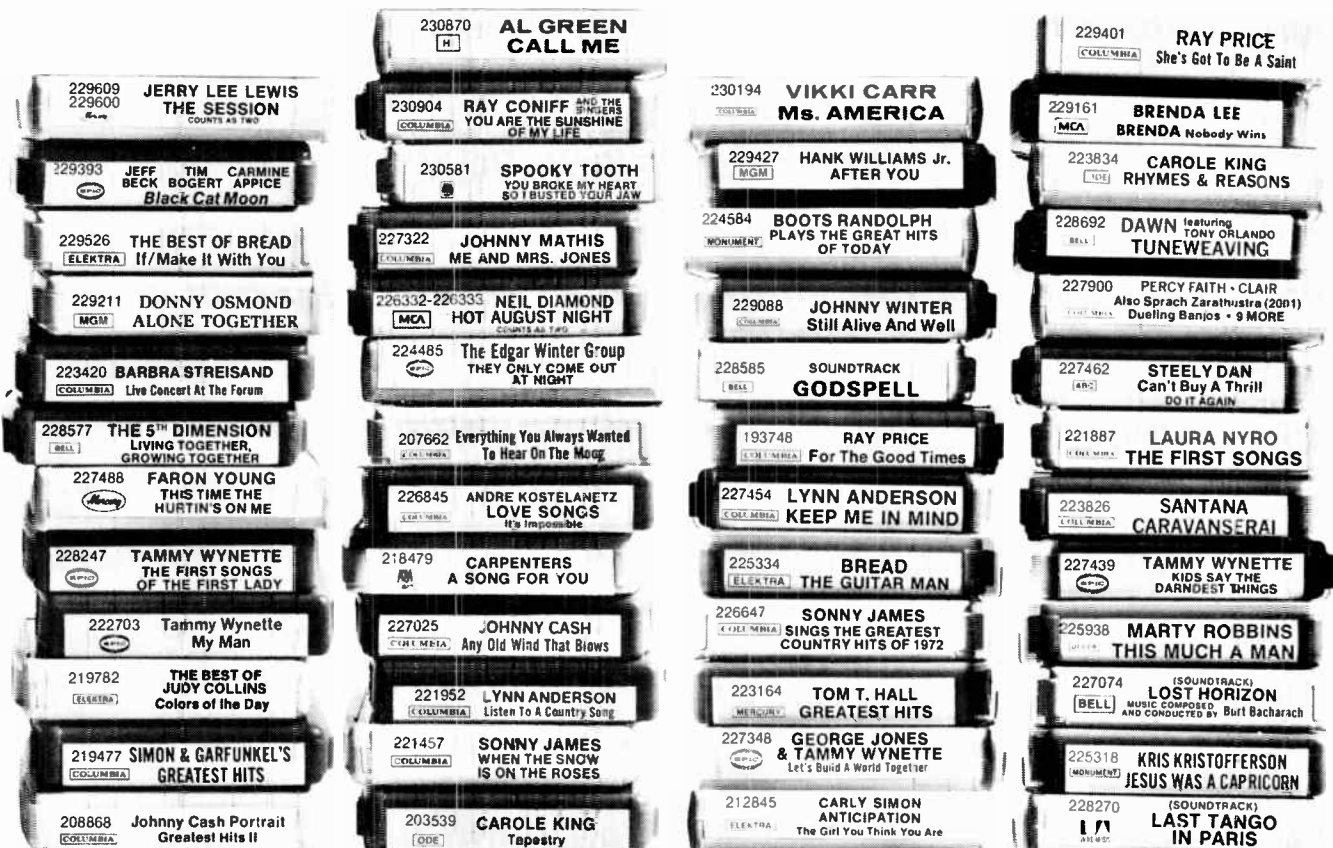 229609
229600
JERRY LEE LEWIS
THE SESSION
COUNTS AS TWO
229393
EPIC
JEFF TIM CARMINE
BECK BOGERT APPICE
Black Cat Moon
229526
ELEKTRA
THE BEST OF BREAD
If/Make It With You
229211
MGM
DONNY OSMOND
ALONE TOGETHER
223420 BARBRA STREISAND
COLUMBIA Live Concert At The Forum
228577
BELL
THE 5TH DIMENSION
LIVING TOGETHER,
GROWING TOGETHER
227488
Mercury
FARON YOUNG
THIS TIME THE
HURTIN'S ON ME
228247
EPIC
TAMMY WYNETTE
THE FIRST SONGS
OF THE FIRST LADY
222703
EPIC
Tammy Wynette
My Man
219782
ELEKTRA
THE BEST OF
JUDY COLLINS
Colors of the Day
219477
COLUMBIA
SIMON & GARFUNKEL'S
GREATEST HITS
208868
COLUMBIA
Johnny Cash Portrait
Greatest Hits II
230870
H
AL GREEN
CALL ME
230904
COLUMBIA
RAY CONIFF AND THE SINGERS
YOU ARE THE SUNSHINE
OF MY LIFE
230581
SPOOKY TOOTH
YOU BROKE MY HEART
SO I BUSTED YOUR JAW
227322
COLUMBIA
JOHNNY MATHIS
ME AND MRS. JONES
226332-226333
MCA
NEIL DIAMOND
HOT AUGUST NIGHT
COUNTS AS TWO
224485
EPIC
The Edgar Winter Group
THEY ONLY COME OUT
AT NIGHT
207662
COLUMBIA
Everything You Always Wanted
To Hear On The Moog
226845
COLUMBIA
ANDRE KOSTELANETZ
LOVE SONGS
It's Impossible
218479
CARPENTERS
A SONG FOR YOU
227025
COLUMBIA
JOHNNY CASH
Any Old Wind That Blows
221952
COLUMBIA
LYNN ANDERSON
Listen To A Country Song
221457
COLUMBIA
SONNY JAMES
WHEN THE SNOW
IS ON THE ROSES
203539
ODE
CAROLE KING
Tapestry
230194
COLUMBIA
VIKKI CARR
Ms. AMERICA
229427
MGM
HANK WILLIAMS Jr.
AFTER YOU
224584
MONUMENT
BOOTS RANDOLPH
PLAYS THE GREAT HITS
OF TODAY
229088
COLUMBIA
JOHNNY WINTER
Still Alive And Well
228585
BELL
SOUNDTRACK
GODSPELL
193748
COLUMBIA
RAY PRICE
For The Good Times
227454
COLUMBIA
LYNN ANDERSON
KEEP ME IN MIND
225334
ELEKTRA
BREAD
THE GUITAR MAN
226647
COLUMBIA
SONNY JAMES
SINGS THE GREATEST
COUNTRY HITS OF 1972
223164
MERCURY
TOM T. HALL
GREATEST HITS
227348
EPIC
GEORGE JONES
& TAMMY WYNETTE
Let's Build A World Together
212845
ELEKTRA
CARLY SIMON
ANTICIPATION
The Girl You Think You Are
229401
COLUMBIA
RAY PRICE
She's Got To Be A Saint
229161
MCA
BRENDA LEE
BRENDA Nobody Wins
223834
ODE
CAROLE KING
RHYMES & REASONS
228692
BELL
DAWN featuring TONY ORLANDO
TUNEWEAVING
227900
COLUMBIA
PERCY FAITH • CLAIR
Also Sprach Zarathustra (2001)
Dueling Banjos • 9 MORE
227462
ABC
STEELY DAN
Can't Buy A Thrill
DO IT AGAIN
221887
COLUMBIA
LAURA NYRO
THE FIRST SONGS
223826
COLUMBIA
SANTANA
CARAVANSERAI
227439
EPIC
TAMMY WYNETTE
KIDS SAY THE
DARNDEST THINGS
225938
MARTY ROBBINS
THIS MUCH A MAN
227074
BELL
(SOUNDTRACK)
LOST HORIZON
MUSIC COMPOSED
AND CONDUCTED BY Burt Bacharach
225318
MONUMENT
KRIS KRISTOFFERSON
JESUS WAS A CAPRICORN
228270
UA
(SOUNDTRACK)
LAST TANGO
IN PARIS